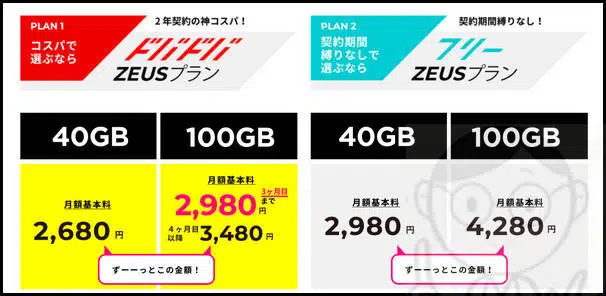 PLAN 1
コスパで
選ぶなら
2年契約の神コスパ!
ドドバドドバ
ZEUSプラン
PLAN 2
契約期間
縛りなしで
選ぶなら
契約期間縛りなし!
フリー
ZEUSプラン
40GB
100GB
月額基本料
2,680円
月額基本料
2,980円
3ヶ月目
まで
4ヶ月目
以降
3,480円
ずーーっとこの金額!
40GB
100GB
月額基本料
2,980円
月額基本料
4,280円
ずーーっとこの金額!